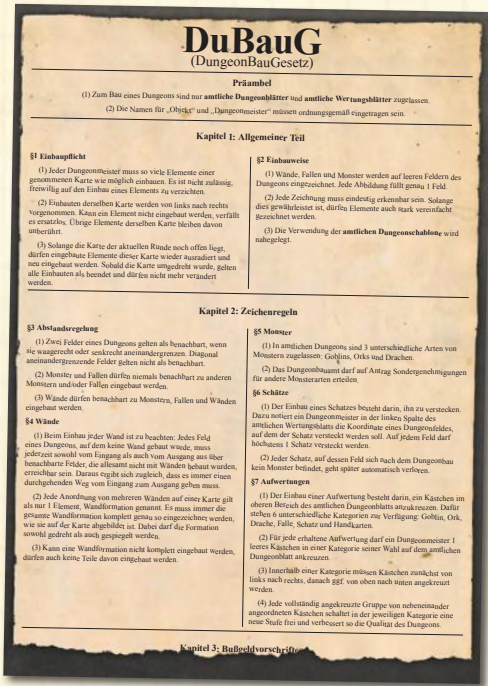 DuBauG
(DungeonBauGesetz)
Präambel
(1) Zum Bau eines Dungeons sind nur amtliche Dungeonblätter und amtliche Wertungsblätter zugelassen.
(2) Die Namen für „Objekt“ und „Dungeonmeister“ müssen ordnungsgemäß eingetragen sein.
Kapitel 1: Allgemeiner Teil
§1 Einbaupflicht
(1) Jeder Dungeonmeister muss so viele Elemente einer
genommenen Karte wie möglich einbauen. Es ist nicht zulässig,
freiwillig auf den Einbau eines Elements zu verzichten.
(2) Einbauten derselben Karte werden von links nach rechts
vorgenommen. Kann ein Element nicht eingebaut werden, verfällt
es ersatzlos. Übrige Elemente derselben Karte bleiben davon
unberührt.
(3) Solange die Karte der aktuellen Runde noch offen liegt,
dürfen eingebaute Elemente dieser Karte wieder ausradiert und
neu eingebaut werden. Sobald die Karte umgedreht wurde, gelten
alle Einbauten als beendet und dürfen nicht mehr verändert
werden.
§2 Einbauweise
(1) Wände, Fallen und Monster werden auf leeren Feldern des
Dungeons eingezeichnet. Jede Abbildung füllt genau 1 Feld.
(2) Jede Zeichnung muss eindeutig erkennbar sein. Solange
dies gewährleistet ist, dürfen Elemente auch stark vereinfacht
gezeichnet werden.
(3) Die Verwendung der amtlichen Dungeonschablone wird
nahegelegt.
Kapitel 2: Zeichenregeln
§3 Abstandsregelung
(1) Zwei Felder eines Dungeons gelten als benachbart, wenn
sie waagerecht oder senkrecht aneinandergrenzen. Diagonal
aneinandergrenzende Felder gelten nicht als benachbart.
(2) Monster und Fallen dürfen niemals benachbart zu anderen
Monstern und/oder Fallen eingebaut werden.
(3) Wände dürfen benachbart zu Monstern, Fallen und Wänden
eingebaut werden.
§4 Wände
(1) Beim Einbau jeder Wand ist zu beachten: Jedes Feld
eines Dungeons, auf dem keine Wand gebaut wurde, muss
jederzeit sowohl vom Eingang als auch vom Ausgang aus über
benachbarte Felder, die allesamt nicht mit Wänden bebaut wurden,
erreichbar sein. Daraus ergibt sich zugleich, dass es immer einen
durchgehenden Weg vom Eingang zum Ausgang geben muss.
(2) Jede Anordnung von mehreren Wänden auf einer Karte gilt
als nur 1 Element, Wandformation genannt. Es muss immer die
gesamte Wandformation komplett genau so eingezeichnet werden,
wie sie auf der Karte abgebildet ist. Dabei darf die Formation
sowohl gedreht als auch gespiegelt werden.
(3) Kann eine Wandformation nicht komplett eingebaut werden,
dürfen auch keine Teile davon eingebaut werden.
§5 Monster
(1) In amtlichen Dungeons sind 3 unterschiedliche Arten von
Monstern zugelassen: Goblins, Orks und Drachen.
(2) Das Dungeonbauamt darf auf Antrag Sondergenehmigungen
für andere Monsterarten erteilen.
§6 Schätze
(1) Der Einbau eines Schatzes besteht darin, ihn zu verstecken.
Dazu notiert ein Dungeonmeister in der linken Spalte des
amtlichen Wertungsblatts die Koordinate eines Dungeonfeldes,
auf dem der Schatz versteckt werden soll. Auf jedem Feld darf
höchstens 1 Schatz versteckt werden.
(2) Jeder Schatz, auf dessen Feld sich nach dem Dungeonbau
kein Monster befindet, geht später automatisch verloren.
§7 Aufwertungen
(1) Der Einbau einer Aufwertung besteht darin, ein Kästchen im
oberen Bereich des amtlichen Dungeonblatts anzukreuzen. Dafür
stehen 6 unterschiedliche Kategorien zur Verfügung: Goblin, Ork,
Drache, Falle, Schatz und Handkarten.
(2) Für jede erhaltene Aufwertung darf ein Dungeonmeister 1
leeres Kästchen in einer Kategorie seiner Wahl auf dem amtlichen
Dungeonblatt ankreuzen.
(3) Innerhalb einer Kategorie müssen Kästchen zunächst von
links nach rechts, danach ggf. von oben nach unten angekreuzt
werden.
(4) Jede vollständig angekreuzte Gruppe von nebeneinander
angeordneten Kästchen schaltet in der jeweiligen Kategorie eine
neue Stufe frei und verbessert so die Qualität des Dungeons.
Kapitel 3: Bußgeldvorschriften